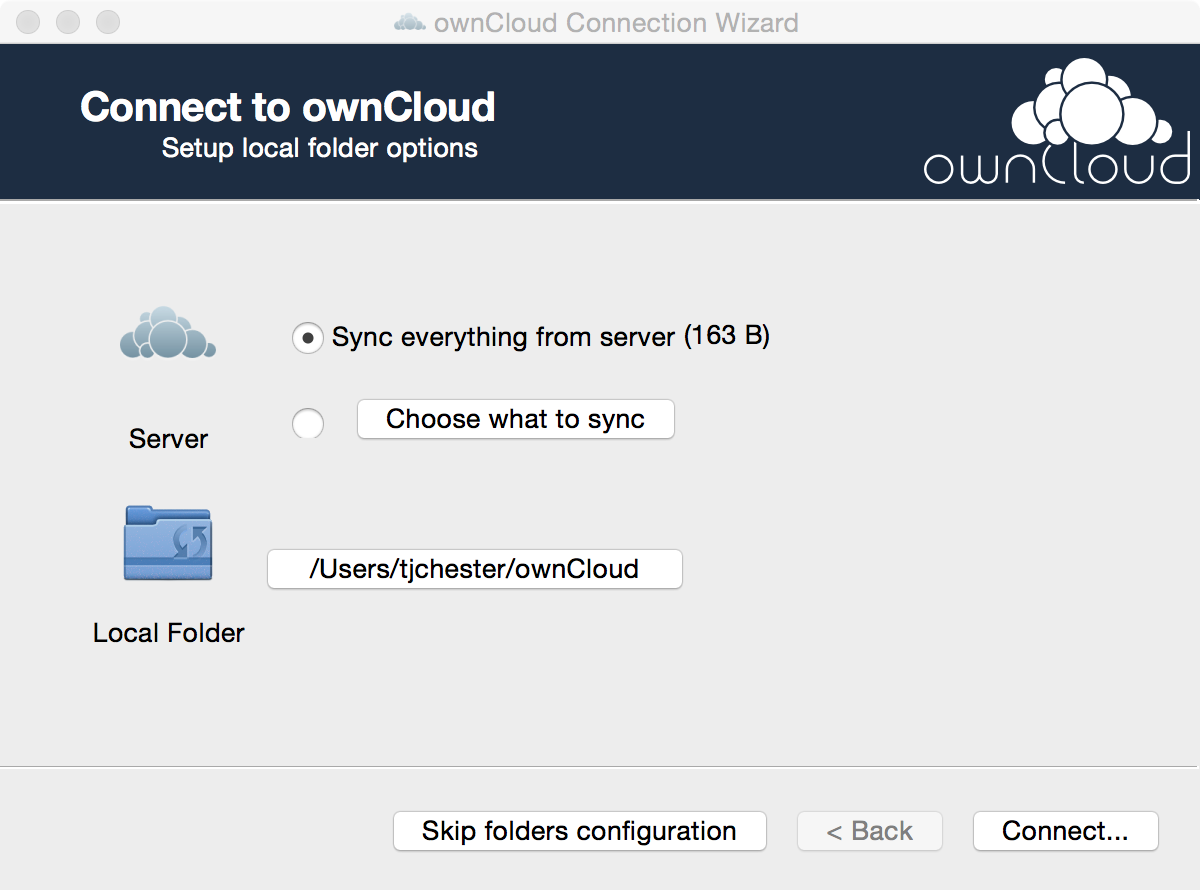 ownCloud Connection Wizard
Connect to ownCloud
Setup local folder options
ownCloud
Sync everything from server (163 B)
Choose what to sync
Server
/Users/tjchester/ownCloud
Local Folder
Skip folders configuration
< Back
Connect...